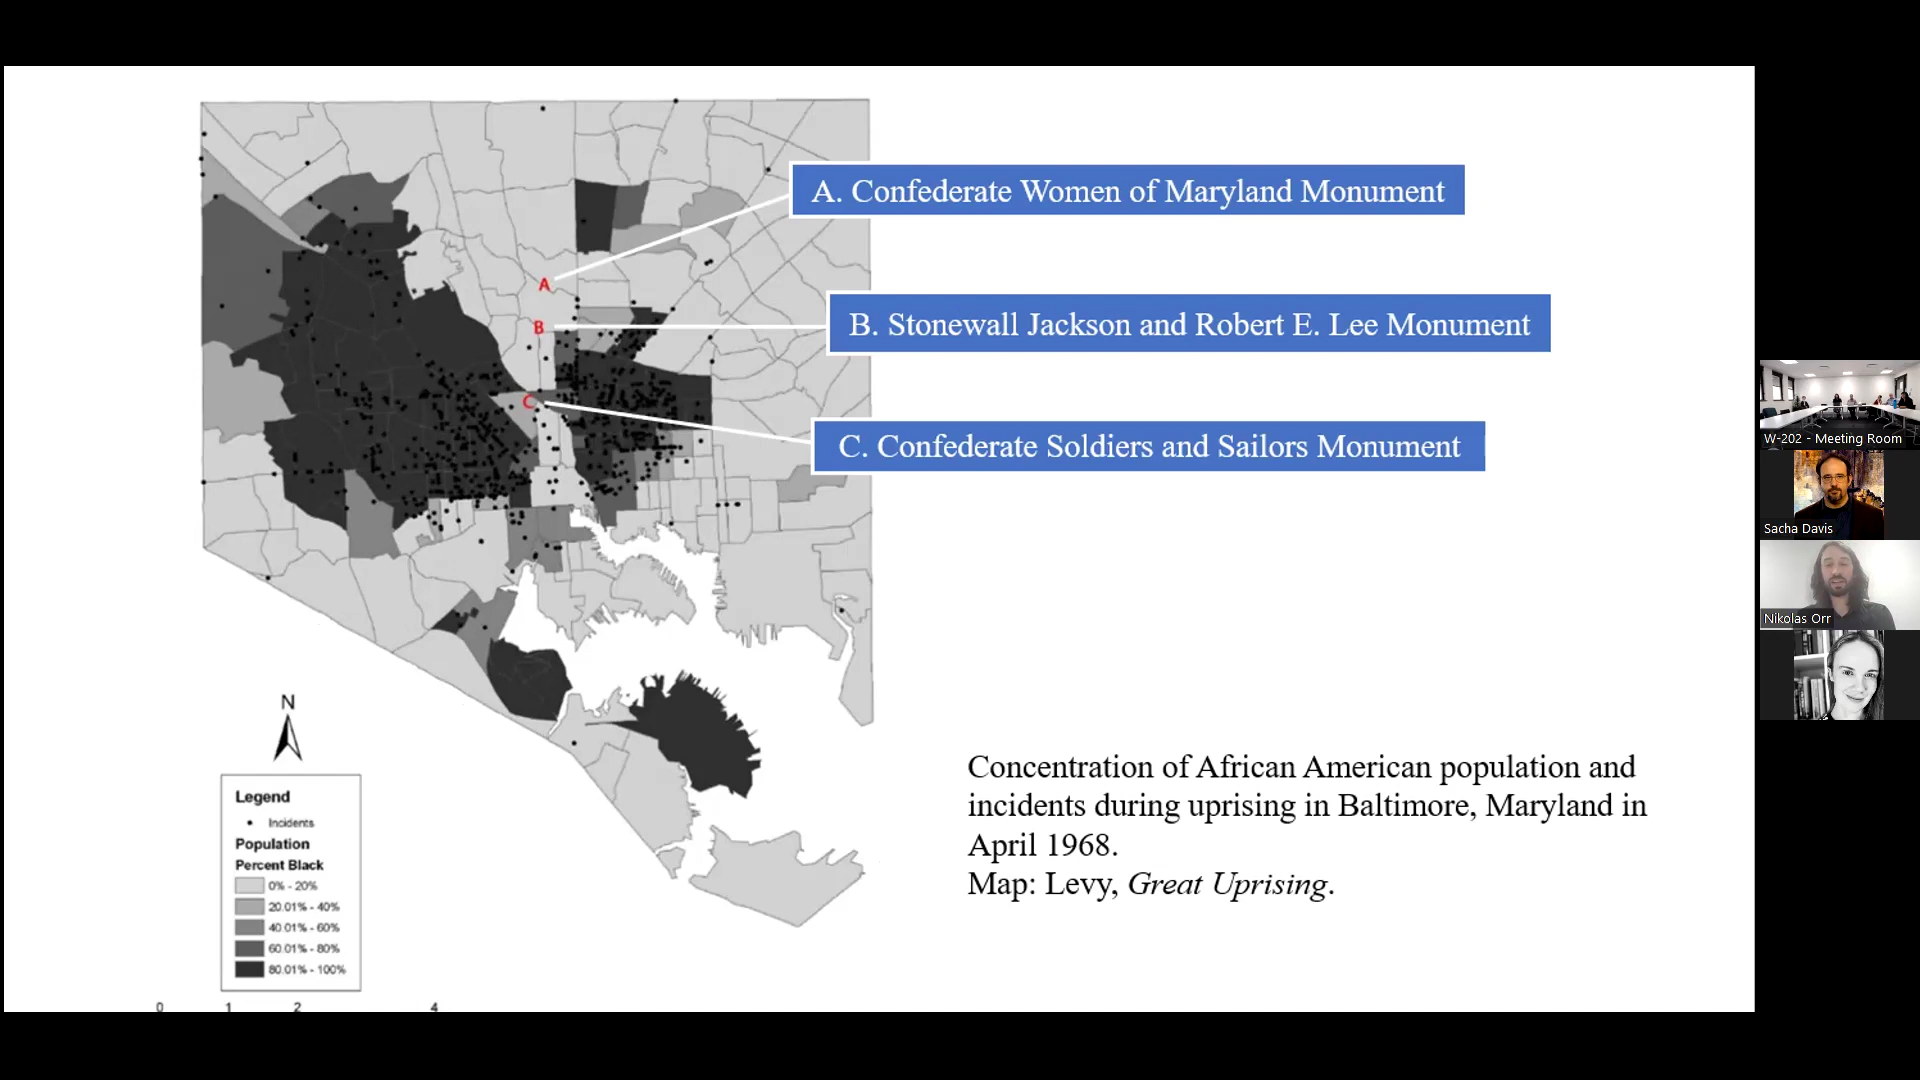 A. Confederate Women of Maryland Monument
A
B
B. Stonewall Jackson and Robert E. Lee Monument
C
C. Confederate Soldiers and Sailors Monument
N
Legend
Incidents
Population
Percent Black
0% - 20%
20.01% - 40%
40.01% - 60%
60.01% - 80%
80.01% - 100%
0 1 2 4
Concentration of African American population and
incidents during uprising in Baltimore, Maryland in
April 1968.
Map: Levy, Great Uprising.
W-202 - Meeting Room
Sacha Davis
Nikolas Orr